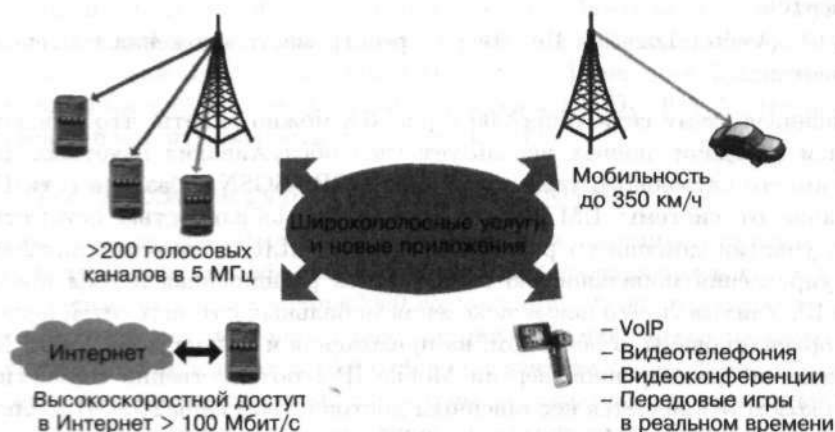 Широкополосные услуги
и новые приложения
>200 голосовых
каналов в 5 МГц
Мобильность
до 350 км/ч
Интернет
Высокоскоростной доступ
в Интернет > 100 Мбит/с
– VoIP
– Видеотелефония
– Видеоконференции
– Передовые игры
в реальном времени